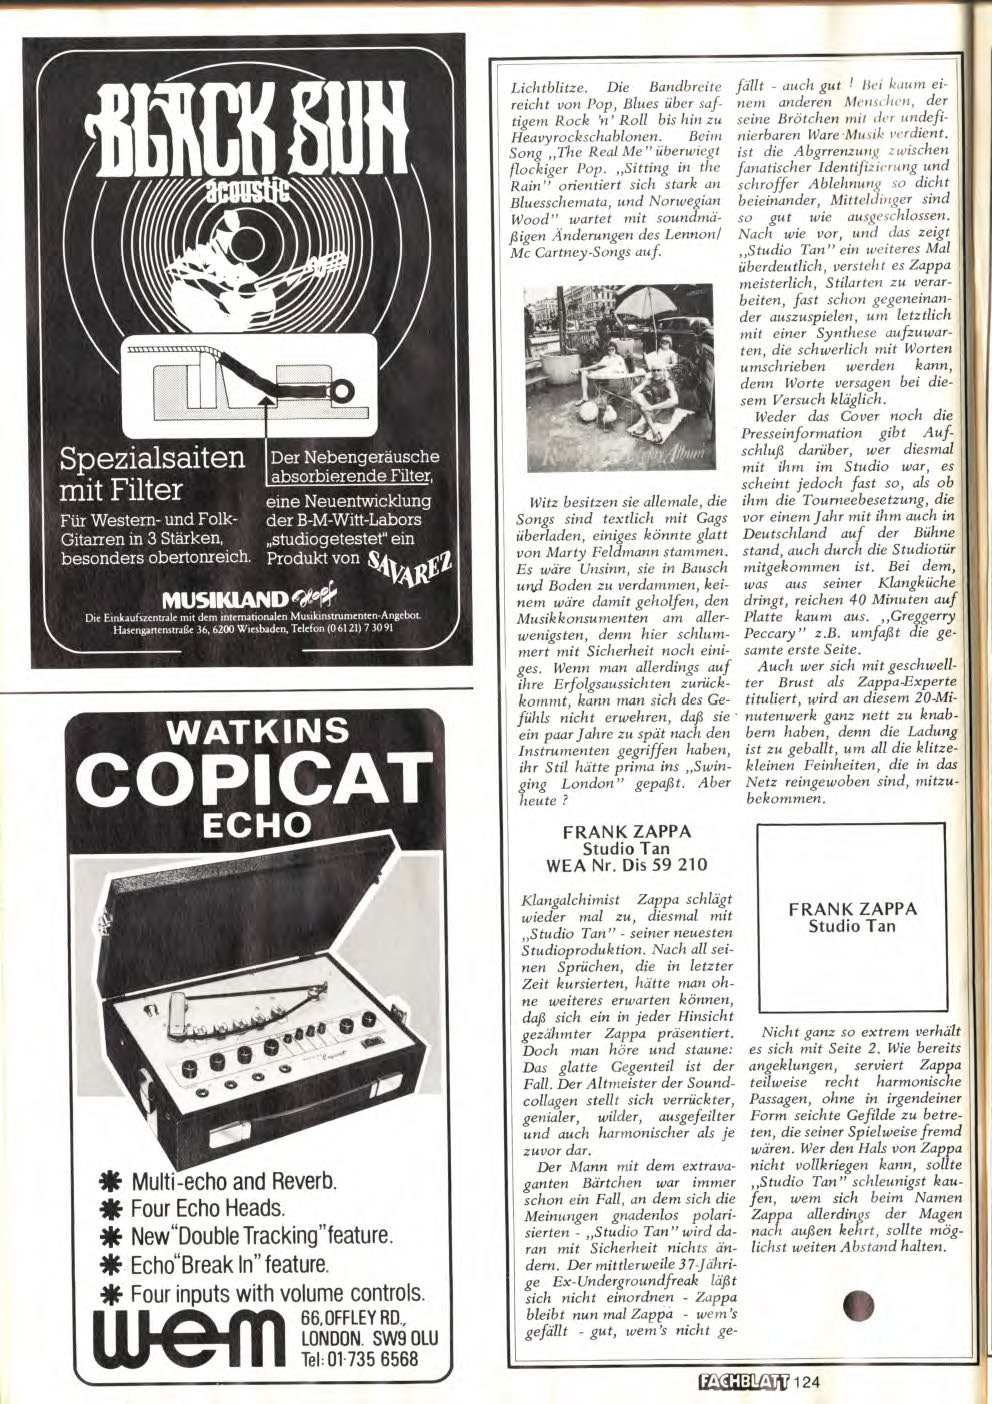 BLACK SUN
acoustic
Spezialsaiten
mit Filter
Für Western- und Folk-
Gitarren in 3 Stärken,
besonders obertonreich.
Der Nebengeräusche
absorbierende Filter,
eine Neuentwicklung
der B-M-Witt-Labors
„studiogetestet“ ein
Produkt von SAVAREZ
MUSIKLAND Hopf
Die Einkaufszentrale mit dem internationalen Musikinstrumenten-Angebot.
Hasengartenstraße 36, 6200 Wiesbaden, Telefon (0 61 21) 7 30 91
WATKINS
COPICAT
ECHO
Copicat
✱ Multi-echo and Reverb.
✱ Four Echo Heads.
✱ New "Double Tracking" feature.
✱ Echo "Break In" feature.
✱ Four inputs with volume controls.
wem
66, OFFLEY RD.,
LONDON. SW9 OLU
Tel: 01-735 6568
Lichtblitze. Die Bandbreite
reicht von Pop, Blues über saf-
tigem Rock 'n' Roll bis hin zu
Heavyrockschablonen. Beim
Song „The Real Me" überwiegt
flockiger Pop. „Sitting in the
Rain" orientiert sich stark an
Bluesschemata, und Norwegian
Wood" wartet mit soundmä-
ßigen Änderungen des Lennon/
Mc Cartney-Songs auf.
Album
Witz besitzen sie allemale, die
Songs sind textlich mit Gags
überladen, einiges könnte glatt
von Marty Feldmann stammen.
Es wäre Unsinn, sie in Bausch
und Boden zu verdammen, kei-
nem wäre damit geholfen, den
Musikkonsumenten am aller-
wenigsten, denn hier schlum-
mert mit Sicherheit noch eini-
ges. Wenn man allerdings auf
ihre Erfolgsaussichten zurück-
kommt, kann man sich des Ge-
fühls nicht erwehren, daß sie
ein paar Jahre zu spät nach den
Instrumenten gegriffen haben,
ihr Stil hätte prima ins „Swin-
ging London" gepaßt. Aber
heute ?
FRANK ZAPPA
Studio Tan
WEA Nr. Dis 59 210
Klangalchimist Zappa schlägt
wieder mal zu, diesmal mit
„Studio Tan" - seiner neuesten
Studioproduktion. Nach all sei-
nen Sprüchen, die in letzter
Zeit kursierten, hätte man oh-
ne weiteres erwarten können,
daß sich ein in jeder Hinsicht
gezähmter Zappa präsentiert.
Doch man höre und staune:
Das glatte Gegenteil ist der
Fall. Der Altmeister der Sound-
collagen stellt sich verrückter,
genialer, wilder, ausgefeilter
und auch harmonischer als je
zuvor dar.
Der Mann mit dem extrava-
ganten Bärtchen war immer
schon ein Fall, an dem sich die
Meinungen gnadenlos polari-
sierten - „Studio Tan" wird da-
ran mit Sicherheit nichts än-
dern. Der mittlerweile 37-Jähri-
ge Ex-Undergroundfreak läßt
sich nicht einordnen - Zappa
bleibt nun mal Zappa - wem's
gefällt - gut, wem's nicht ge-
fällt - auch gut ! Bei kaum ei-
nem anderen Menschen, der
seine Brötchen mit der undefi-
nierbaren Ware Musik verdient,
ist die Abgrrenzung zwischen
fanatischer Identifizierung und
schroffer Ablehnung so dicht
beieinander, Mitteldinger sind
so gut wie ausgeschlossen.
Nach wie vor, und das zeigt
„Studio Tan" ein weiteres Mal
überdeutlich, versteht es Zappa
meisterlich, Stilarten zu verar-
beiten, fast schon gegeneinan-
der auszuspielen, um letztlich
mit einer Synthese aufzuwar-
ten, die schwerlich mit Worten
umschrieben werden kann,
denn Worte versagen bei die-
sem Versuch kläglich.
Weder das Cover noch die
Presseinformation gibt Auf-
schluß darüber, wer diesmal
mit ihm im Studio war, es
scheint jedoch fast so, als ob
ihm die Tourneebesetzung, die
vor einem Jahr mit ihm auch in
Deutschland auf der Bühne
stand, auch durch die Studiotür
mitgekommen ist. Bei dem,
was aus seiner Klangküche
dringt, reichen 40 Minuten auf
Platte kaum aus. „Greggerry
Peccary" z.B. umfaßt die ge-
samte erste Seite.
Auch wer sich mit geschwell-
ter Brust als Zappa-Experte
tituliert, wird an diesem 20-Mi-
nutenwerk ganz nett zu knab-
bern haben, denn die Ladung
ist zu geballt, um all die klitze-
kleinen Feinheiten, die in das
Netz reingewoben sind, mitzu-
bekommen.
FRANK ZAPPA
Studio Tan
Nicht ganz so extrem verhält
es sich mit Seite 2. Wie bereits
angeklungen, serviert Zappa
teilweise recht harmonische
Passagen, ohne in irgendeiner
Form seichte Gefilde zu betre-
ten, die seiner Spielweise fremd
wären. Wer den Hals von Zappa
nicht vollkriegen kann, sollte
„Studio Tan" schleunigst kau-
fen, wem sich beim Namen
Zappa allerdings der Magen
nach außen kehrt, sollte mög-
lichst weiten Abstand halten.
FACHBLATT 124